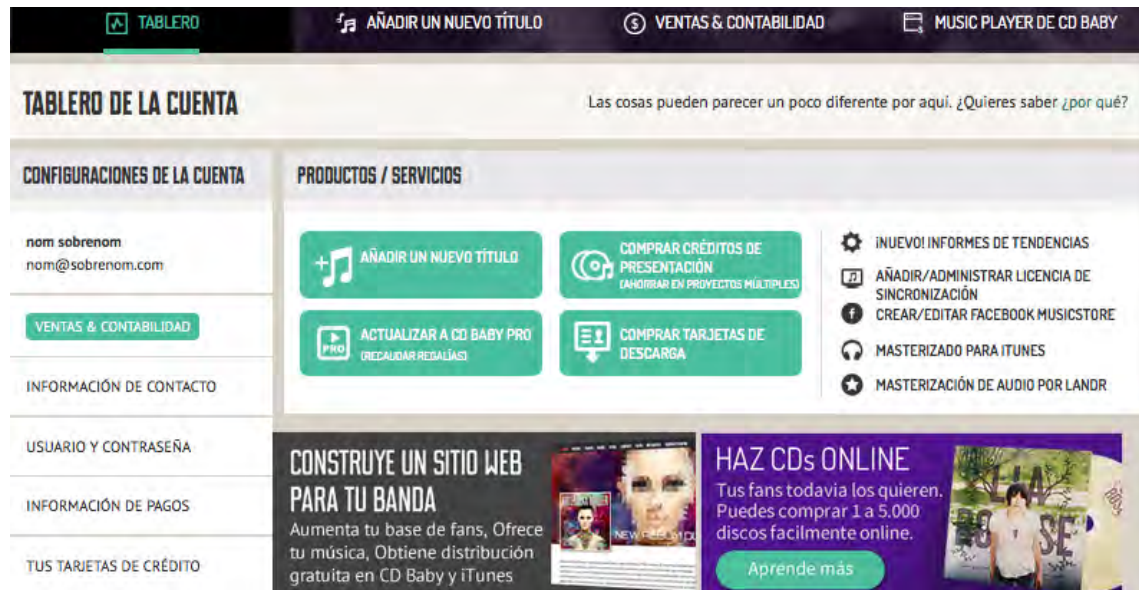 TABLERO
AÑADIR UN NUEVO TÍTULO
VENTAS & CONTABILIDAD
MUSIC PLAYER DE CD BABY
TABLERO DE LA CUENTA
Las cosas pueden parecer un poco diferente por aquí. ¿Quieres saber ¿por qué?
CONFIGURACIONES DE LA CUENTA
nom sobrenom
nom@sobrenom.com
VENTAS & CONTABILIDAD
INFORMACIÓN DE CONTACTO
USUARIO Y CONTRASEÑA
INFORMACIÓN DE PAGOS
TUS TARJETAS DE CRÉDITO
PRODUCTOS / SERVICIOS
AÑADIR UN NUEVO TÍTULO
COMPRAR CRÉDITOS DE
PRESENTACIÓN
(AHORRAR EN PROYECTOS MÚLTIPLES)
PRO
ACTUALIZAR A CD BABY PRO
(RECAUDAR REGALÍAS)
COMPRAR TARJETAS DE
DESCARGA
¡NUEVO! INFORMES DE TENDENCIAS
AÑADIR/ADMINISTRAR LICENCIA DE
SINCRONIZACIÓN
CREAR/EDITAR FACEBOOK MUSICSTORE
MASTERIZADO PARA ITUNES
MASTERIZACIÓN DE AUDIO POR LANDR
CONSTRUYE UN SITIO WEB
PARA TU BANDA
Aumenta tu base de fans, Ofrece
tu música, Obtiene distribución
gratuita en CD Baby y iTunes
HAZ CDs ONLINE
Tus fans todavia los quieren.
Puedes comprar 1 a 5.000
discos facilmente online.
Aprende más